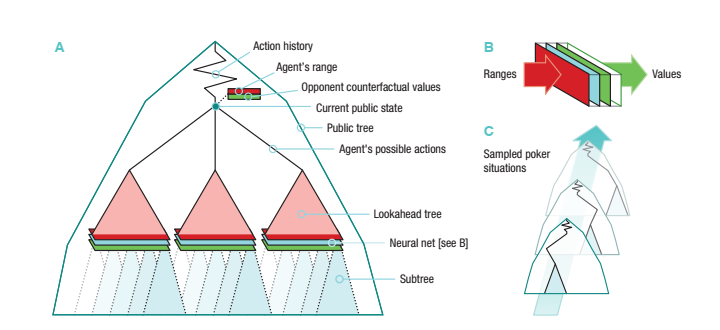 A
Action history
Agent's range
Opponent counterfactual values
Current public state
Public tree
Agent's possible actions
Lookahead tree
Neural net [see B]
Subtree
B
Ranges
Values
C
Sampled poker
situations